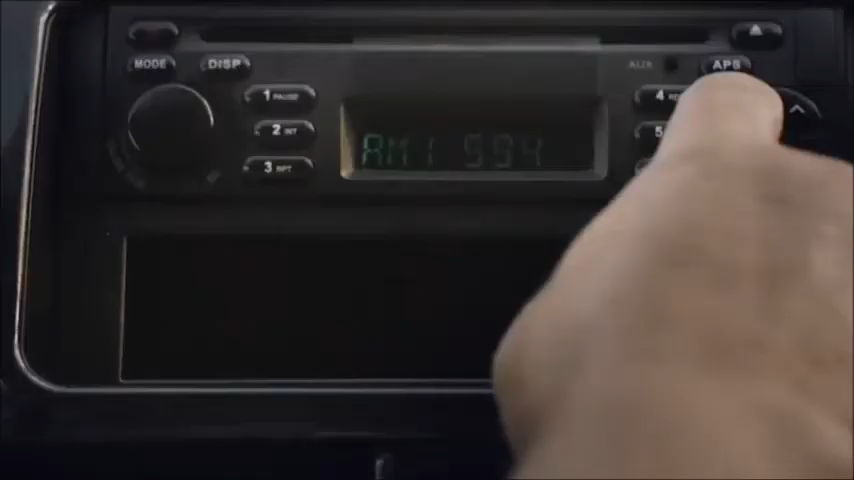 MODE DISP AUX APS
1 PAUSE
2 INT
3 RPT
AM1 594
4
5